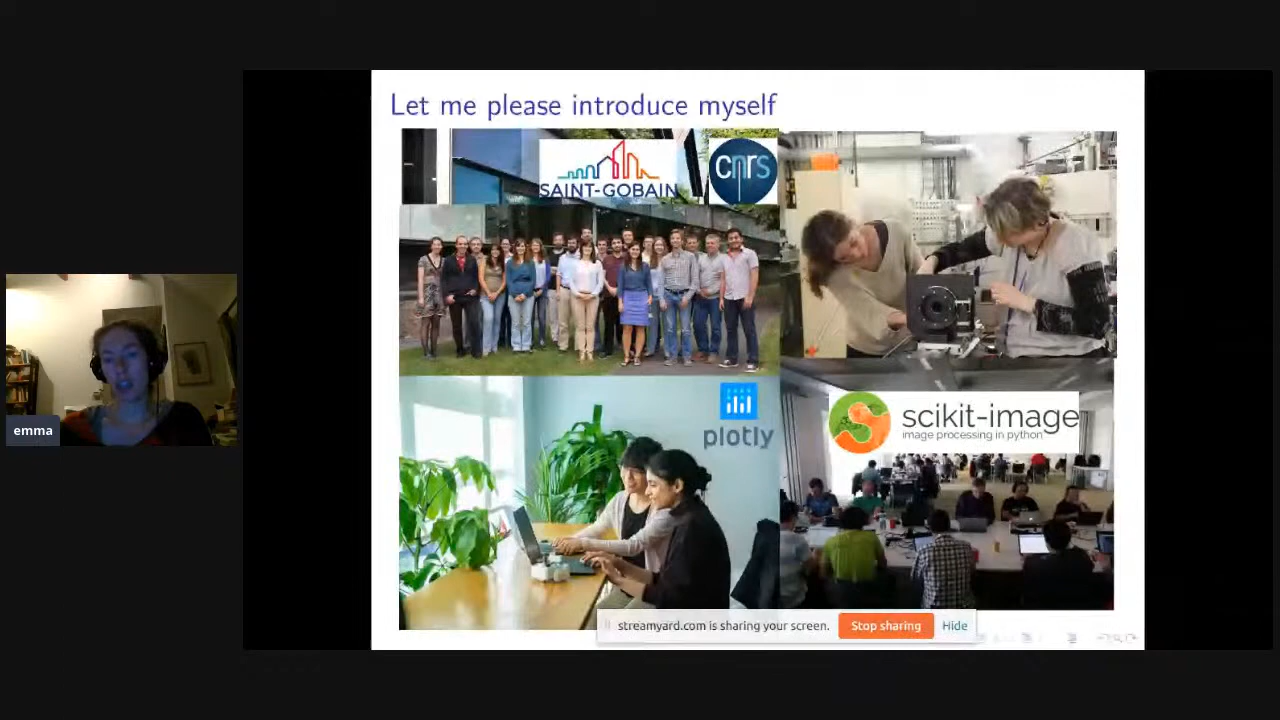 Let me please introduce myself
SAINT-GOBAIN
cnrs
plotly
scikit-image
image processing in python
emma
streamyard.com is sharing your screen.
Stop sharing
Hide